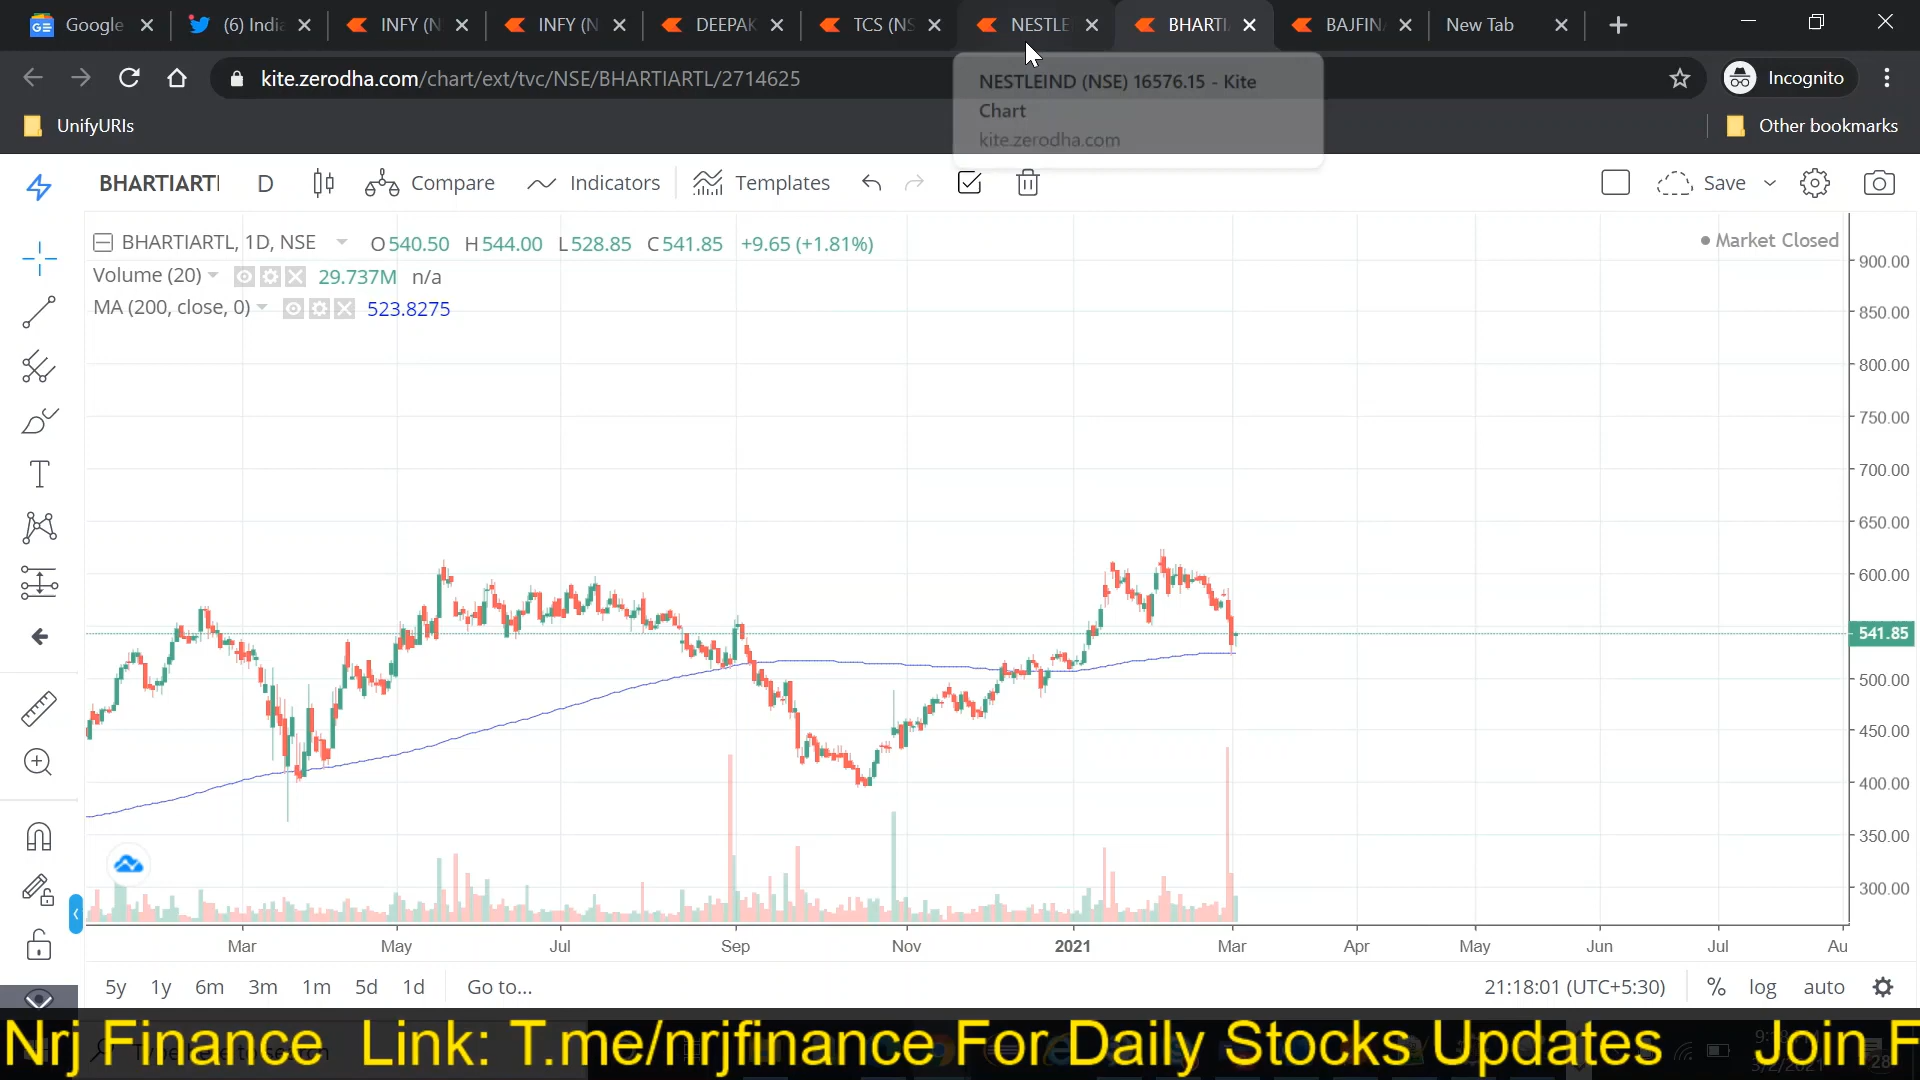 Google
(6) India
INFY (N
INFY (N
DEEPAK
TCS (NS
NESTLE
BHARTI
BAJFIN
New Tab
kite.zerodha.com/chart/ext/tvc/NSE/BHARTIARTL/2714625
Incognito
NESTLEIND (NSE) 16576.15 - Kite
Chart
kite.zerodha.com
UnifyURIs
Other bookmarks
BHARTIARTL D Compare Indicators Templates Save
BHARTIARTL, 1D, NSE O540.50 H544.00 L528.85 C541.85 +9.65 (+1.81%)
Market Closed
Volume (20) 29.737M n/a
MA (200, close, 0) 523.8275
900.00
850.00
800.00
750.00
700.00
650.00
600.00
541.85
500.00
450.00
400.00
350.00
300.00
Mar May Jul Sep Nov 2021 Mar Apr May Jun Jul Au
5y 1y 6m 3m 1m 5d 1d Go to... 21:18:01 (UTC+5:30) % log auto
Nrj Finance Link: T.me/nrjfinance For Daily Stocks Updates Join F